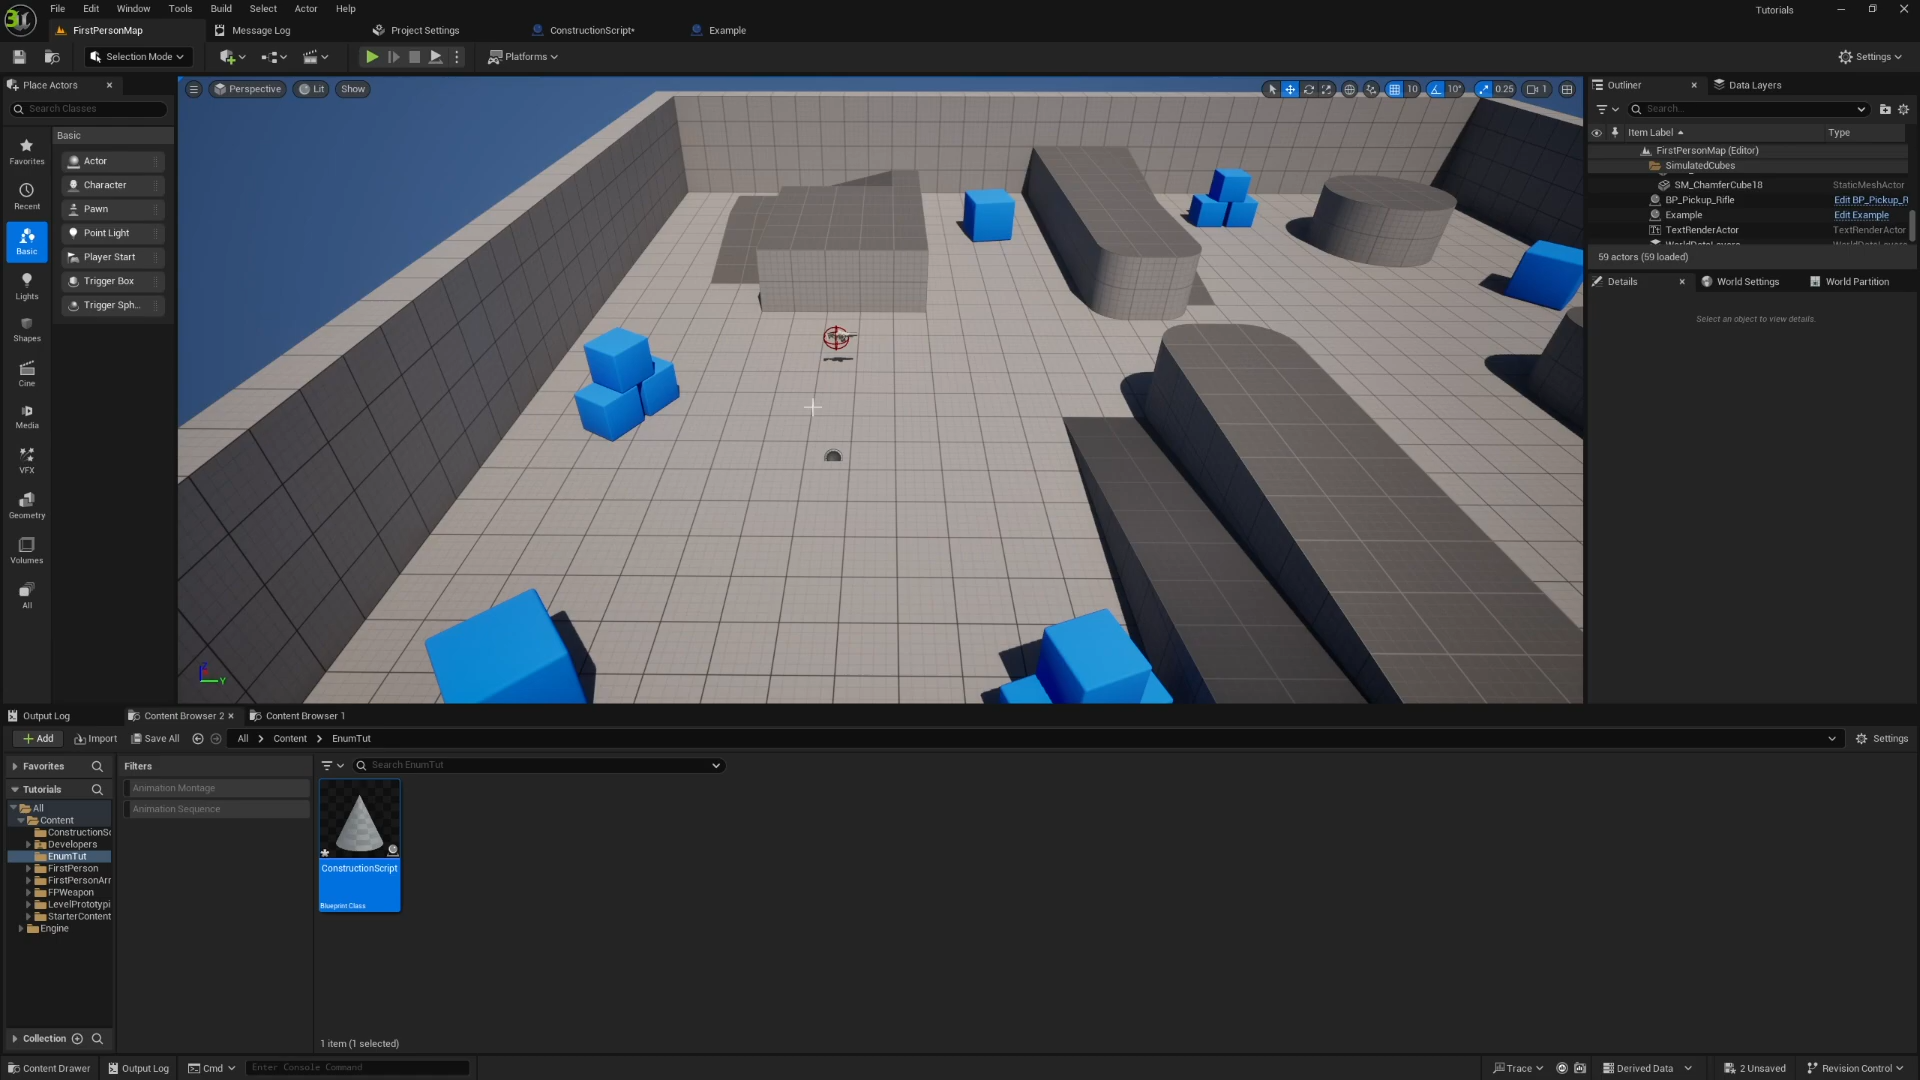 File Edit Window Tools Build Select Actor Help
Tutorials
FirstPersonMap
Message Log
Project Settings
ConstructionScript*
Example
Selection Mode
Platforms
Settings
Place Actors
Search Classes
Favorites
Recent
Basic
Lights
Shapes
Cine
Media
VFX
Geometry
Volumes
All
Basic
Actor
Character
Pawn
Point Light
Player Start
Trigger Box
Trigger Sph...
Perspective
Lit
Show
10
10°
0.25
1
Z
Y
Outliner
Data Layers
Search...
Item Label
Type
FirstPersonMap (Editor)
SimulatedCubes
SM_ChamferCube18 StaticMeshActor
BP_Pickup_Rifle Edit BP_Pickup_R
Example Edit Example
TextRenderActor TextRenderActor
59 actors (59 loaded)
Details
World Settings
World Partition
Select an object to view details.
Output Log
Content Browser 2
Content Browser 1
Add
Import
Save All
All > Content > EnumTut
Settings
Favorites
Tutorials
All
Content
ConstructionSc
Developers
EnumTut
FirstPerson
FirstPersonArr
FPWeapon
LevelPrototypi
StarterContent
Engine
Collection
Filters
Animation Montage
Animation Sequence
Search EnumTut
ConstructionScript
Blueprint Class
1 item (1 selected)
Content Drawer
Output Log
Cmd
Enter Console Command
Trace
Derived Data
2 Unsaved
Revision Control